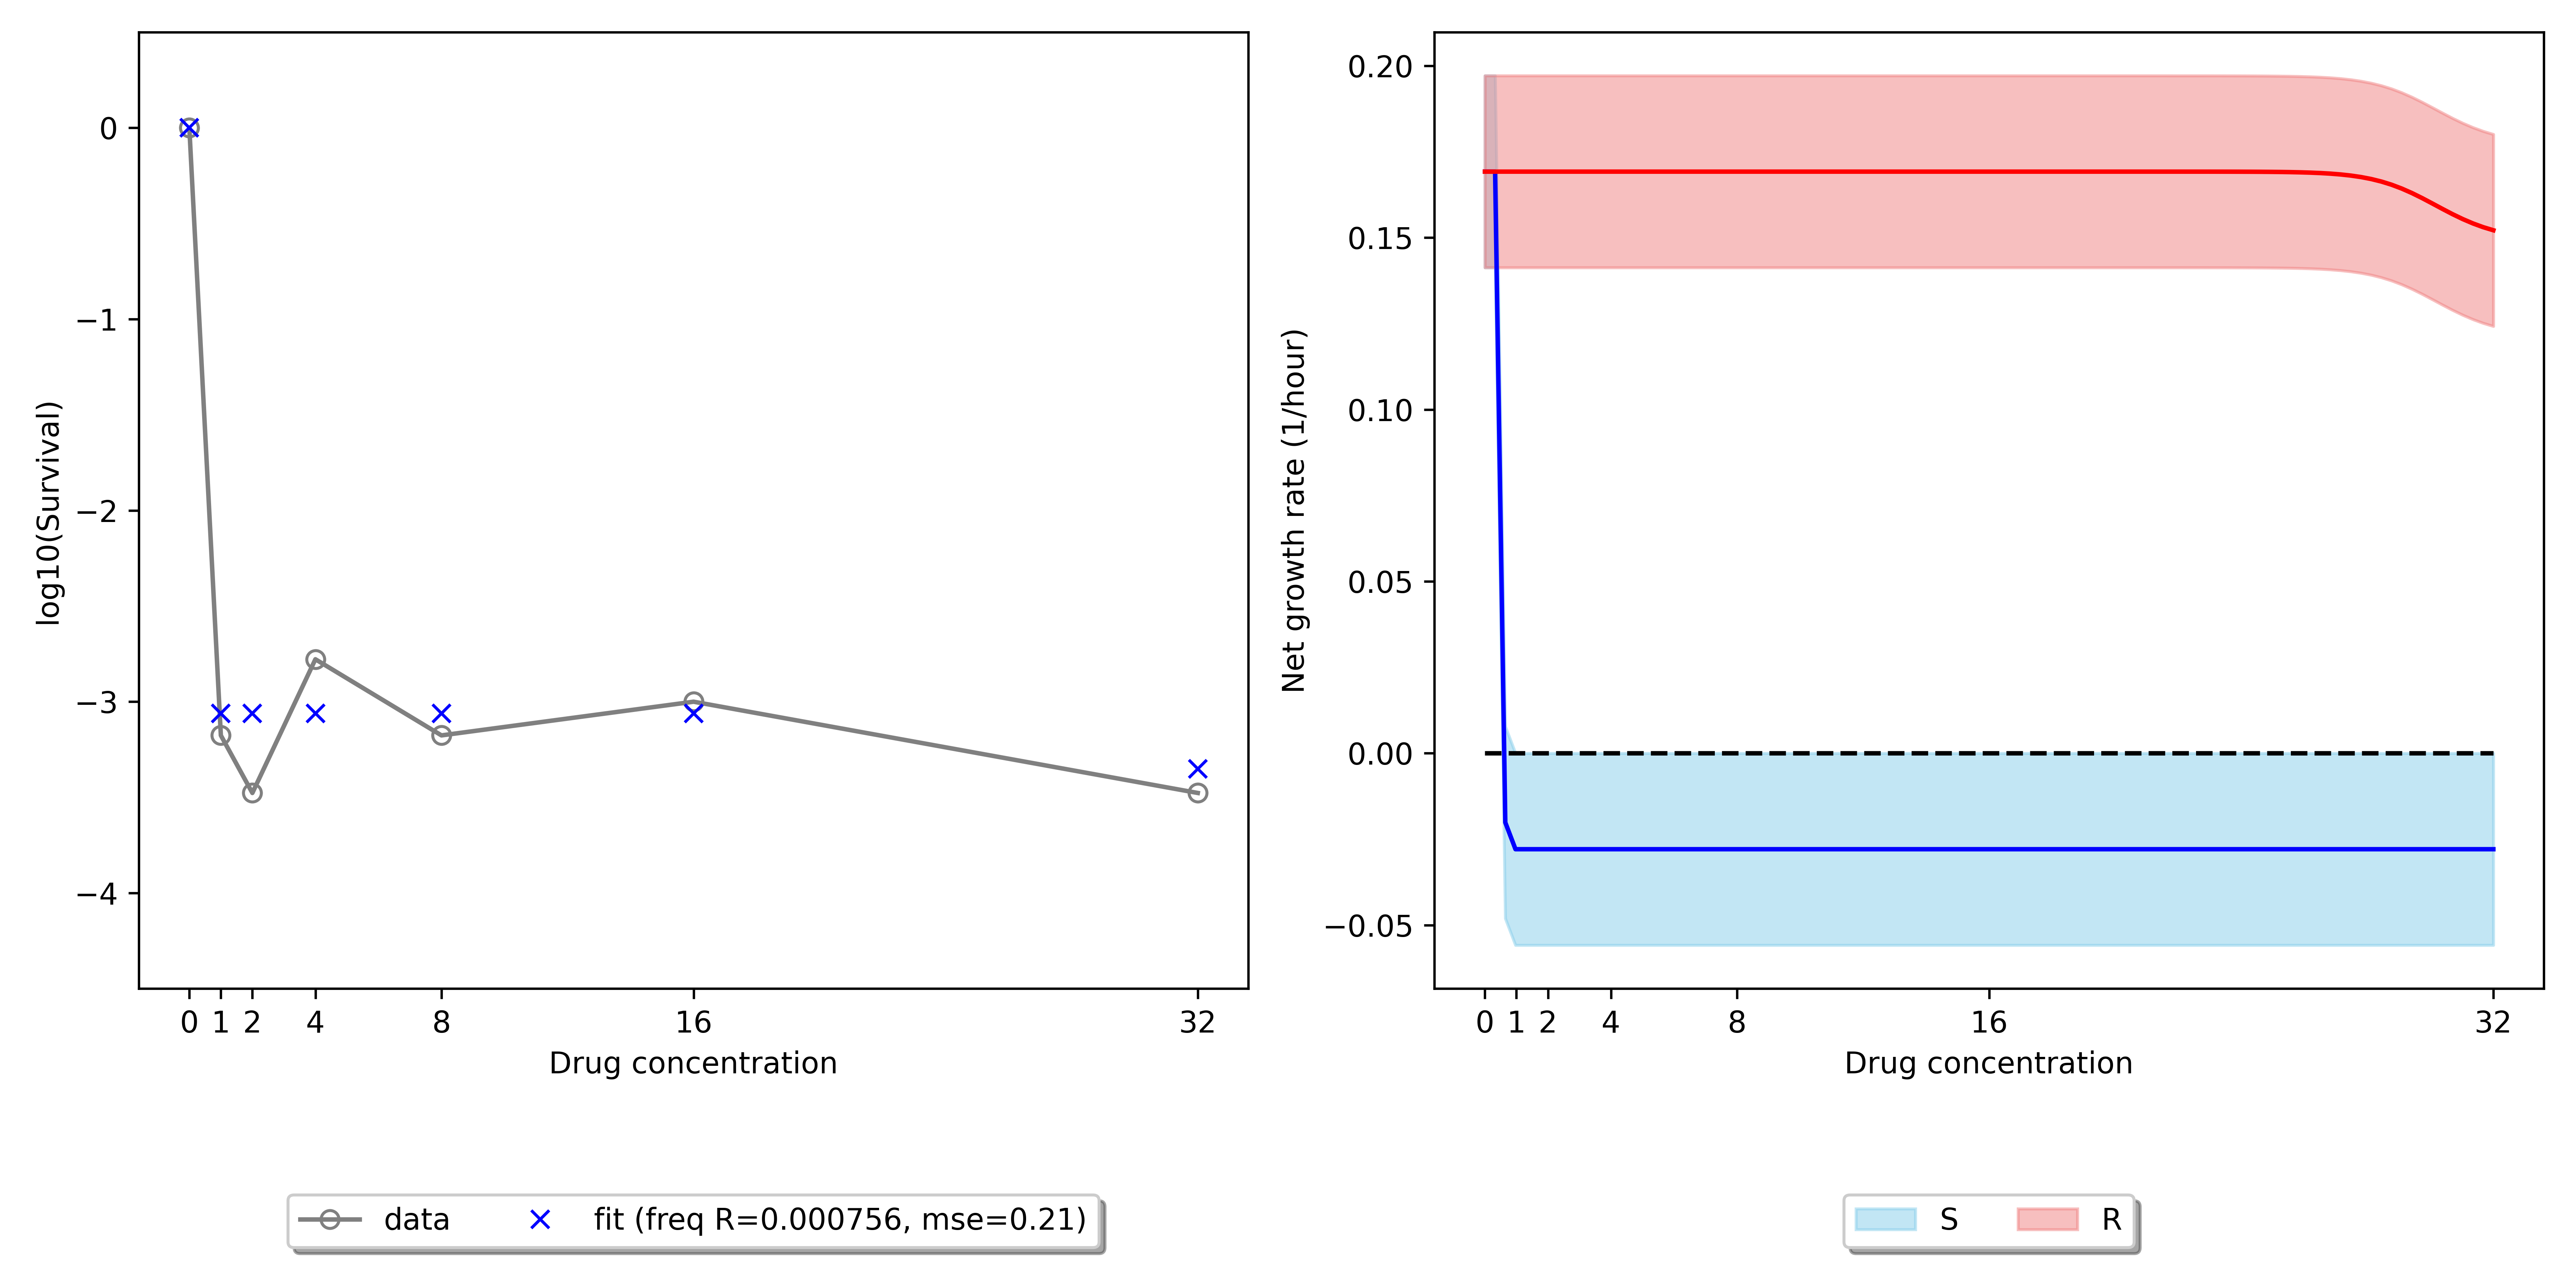 log10(Survival)
0
−1
−2
−3
−4
0 1 2 4 8 16 32
Drug concentration
data fit (freq R=0.000756, mse=0.21)
Net growth rate (1/hour)
0.20
0.15
0.10
0.05
0.00
−0.05
0 1 2 4 8 16 32
Drug concentration
S R